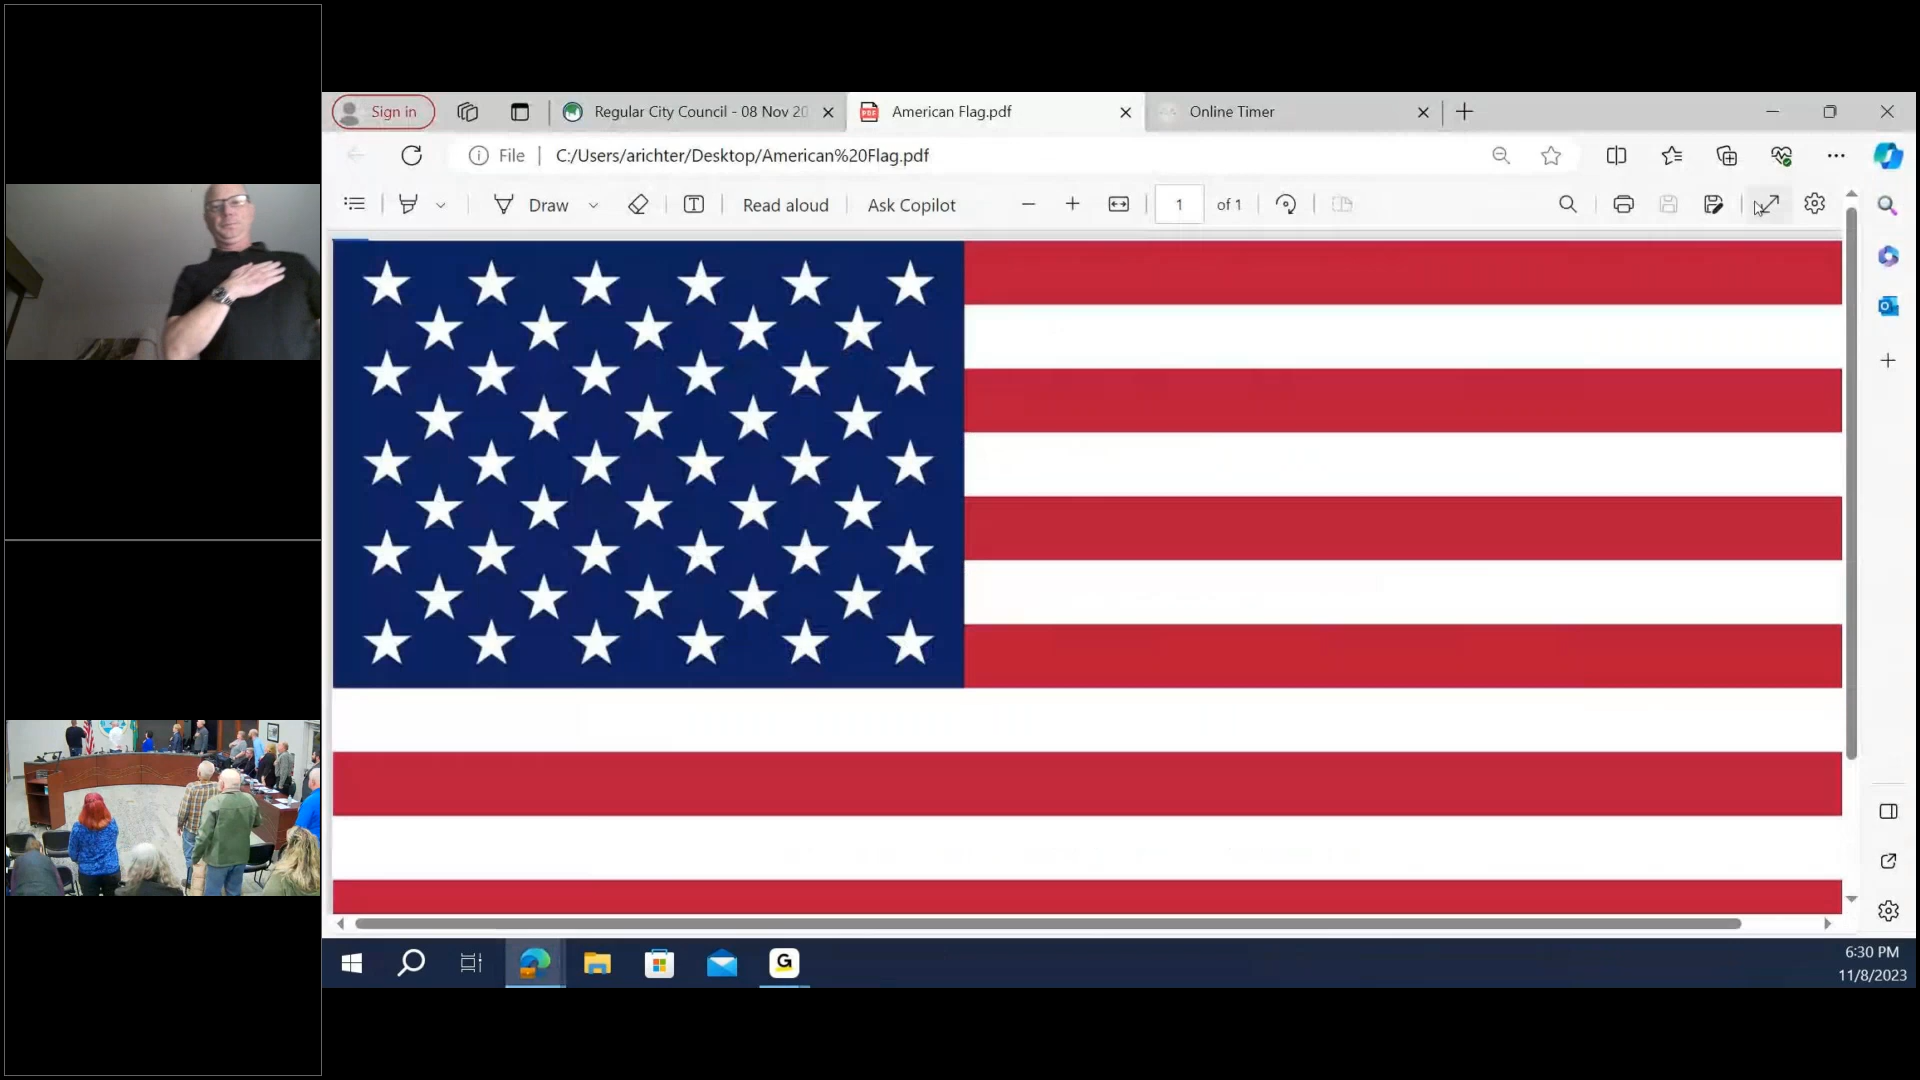 Sign in
Regular City Council - 08 Nov 20
American Flag.pdf
Online Timer
File
C:/Users/arichter/Desktop/American%20Flag.pdf
Draw
Read aloud
Ask Copilot
1 of 1
6:30 PM
11/8/2023